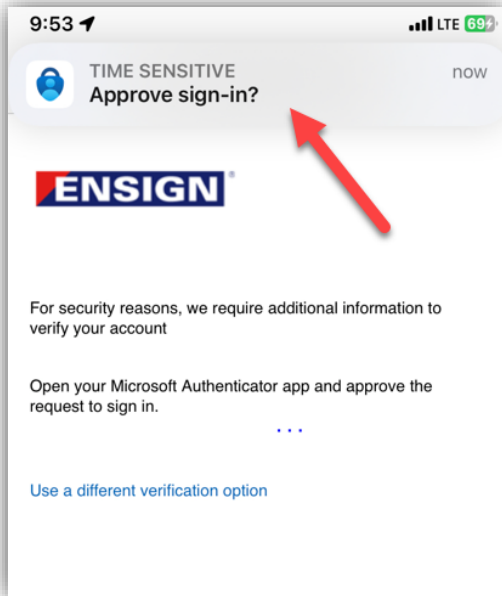 9:53
LTE 69
TIME SENSITIVE
now
Approve sign-in?
ENSIGN®
For security reasons, we require additional information to
verify your account
Open your Microsoft Authenticator app and approve the
request to sign in.
...
Use a different verification option